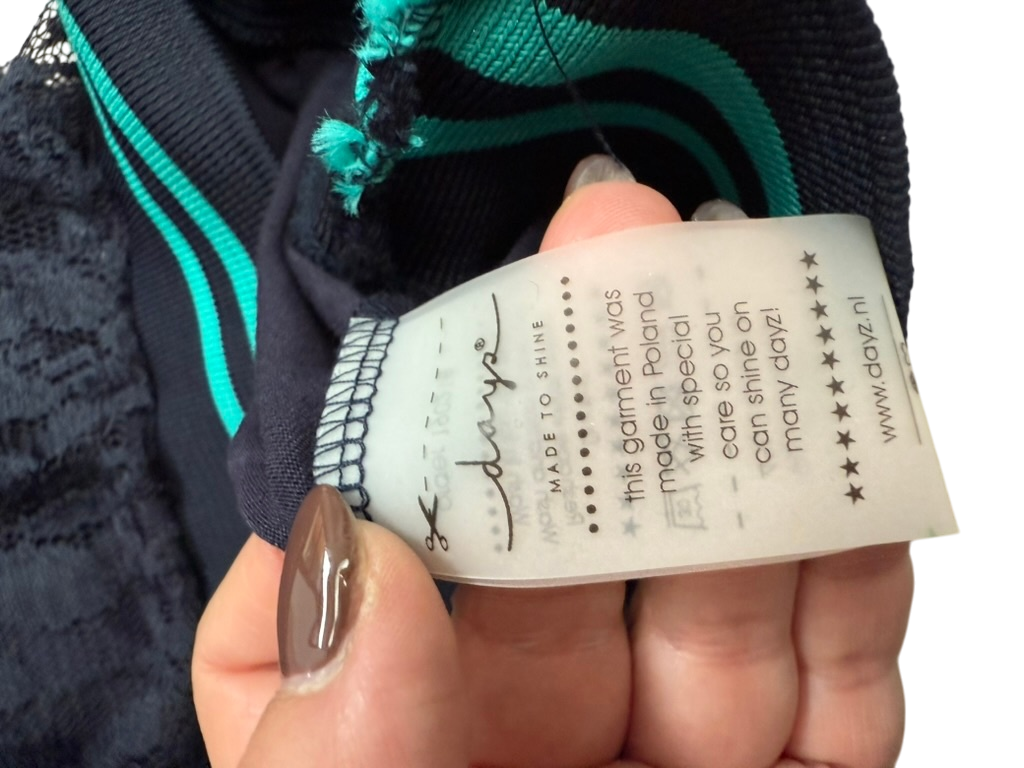 dayz®
MADE TO SHINE
this garment was
made in Poland
with special
care so you
can shine on
many dayz!
www.dayz.nl